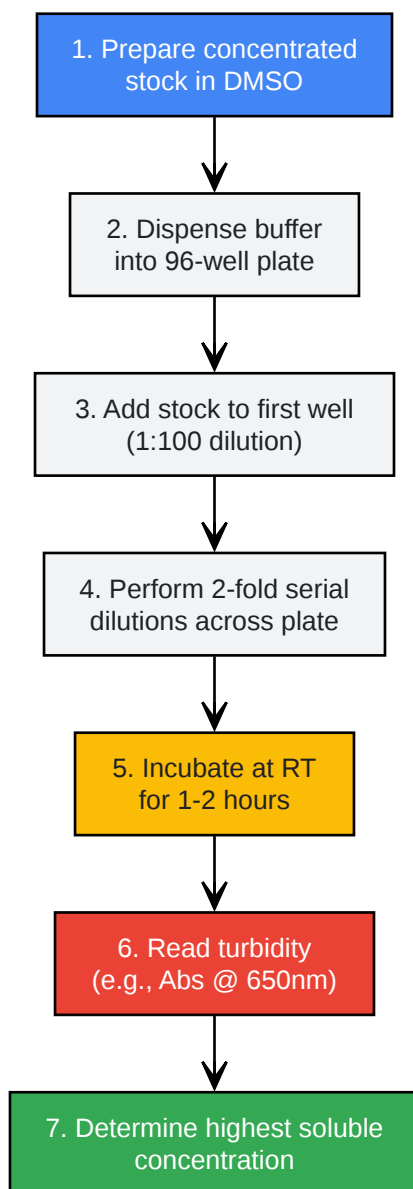 1. Prepare concentrated
stock in DMSO
2. Dispense buffer
into 96-well plate
3. Add stock to first well
(1:100 dilution)
4. Perform 2-fold serial
dilutions across plate
5. Incubate at RT
for 1-2 hours
6. Read turbidity
(e.g., Abs @ 650nm)
7. Determine highest soluble
concentration